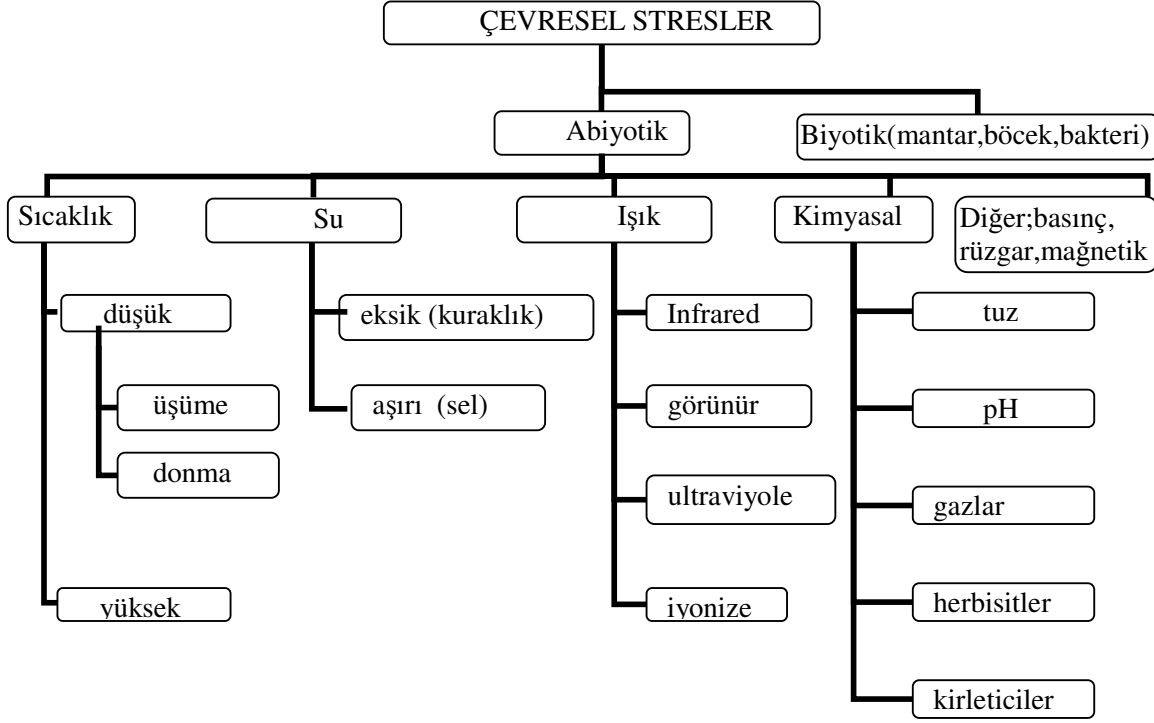 ÇEVRESEL STRESLER
Abiyotik
Biyotik(mantar,böcek,bakteri)
Sıcaklık
Su
Işık
Kimyasal
Diğer;basınç,
rüzgar,mağnetik
düşük
üşüme
donma
yüksek
eksik (kuraklık)
aşırı (sel)
Infrared
görünür
ultraviyole
iyonize
tuz
pH
gazlar
herbisitler
kirleticiler